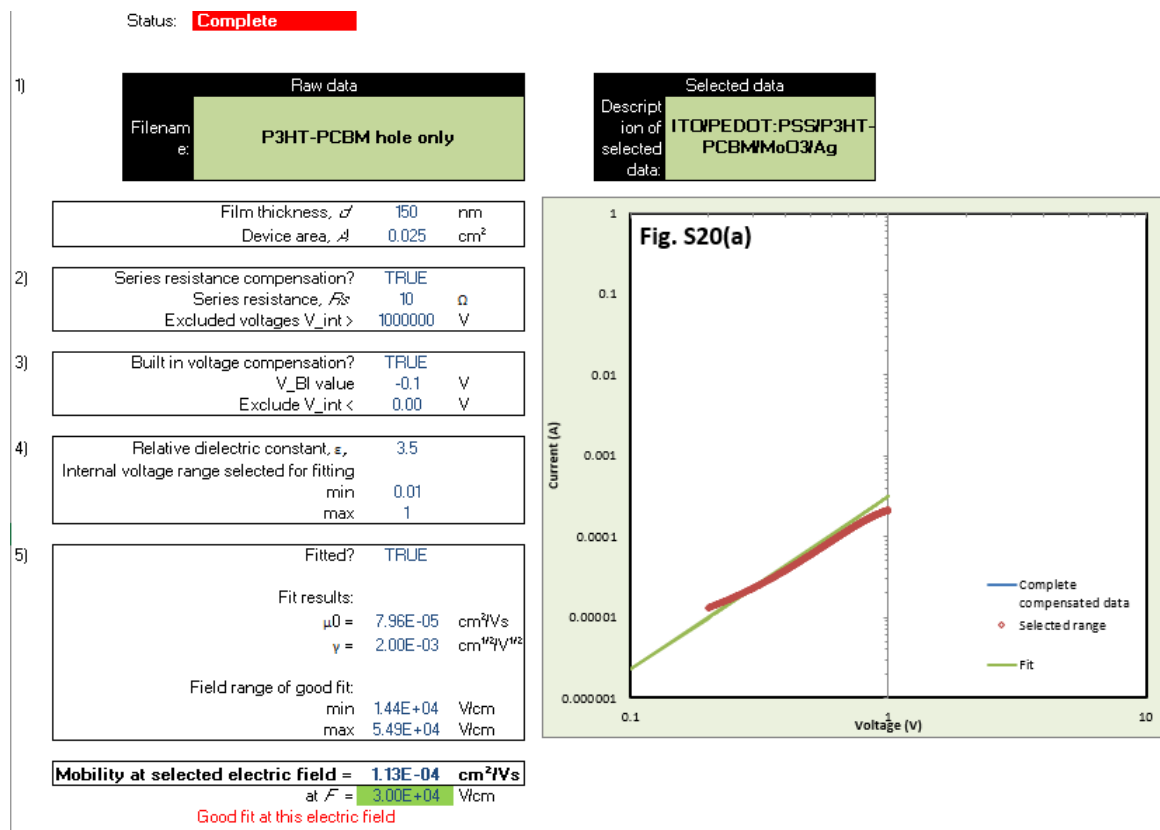 Status: Complete
1)
Raw data
Filenam
e:
P3HT-PCBM hole only
Selected data
Descript
ion of
selected
data:
ITO/PEDOT:PSS/P3HT-
PCBM/MoO3/Ag
Film thickness, d 150 nm
Device area, A 0.025 cm²
2)
Series resistance compensation? TRUE
Series resistance, Rs 10 Ω
Excluded voltages V_int > 1000000 V
3)
Built in voltage compensation? TRUE
V_BI value -0.1 V
Exclude V_int < 0.00 V
4)
Relative dielectric constant, εr 3.5
Internal voltage range selected for fitting
min 0.01
max 1
5)
Fitted? TRUE
Fit results:
μ0 = 7.96E-05 cm²/Vs
γ = 2.00E-03 cm^1/2/V^1/2
Field range of good fit:
min 1.44E+04 V/cm
max 5.49E+04 V/cm
Mobility at selected electric field = 1.13E-04 cm²/Vs
at F = 3.00E+04 V/cm
Good fit at this electric field
Fig. S20(a)
1
0.1
0.01
0.001
0.0001
0.00001
0.000001
Current (A)
0.1 1 10
Voltage (V)
Complete
compensated data
Selected range
Fit